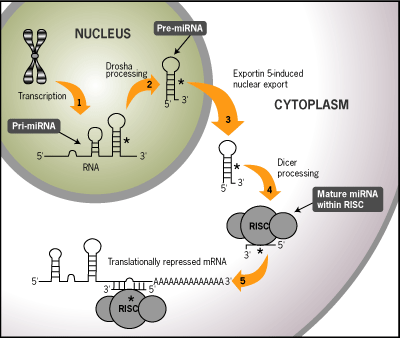 NUCLEUS
Pre-miRNA
Drosha
processing
2
5'
3'
*
Transcription
1
Pri-miRNA
*
5'
3'
RNA
Exportin 5-induced
nuclear export
3
CYTOPLASM
*
5'
3'
Dicer
processing
4
Mature miRNA
within RISC
RISC
3'
5'
*
Translationally repressed mRNA
5
5'
AAAAAAAAAAAAA3'
3'
5'
*
RISC